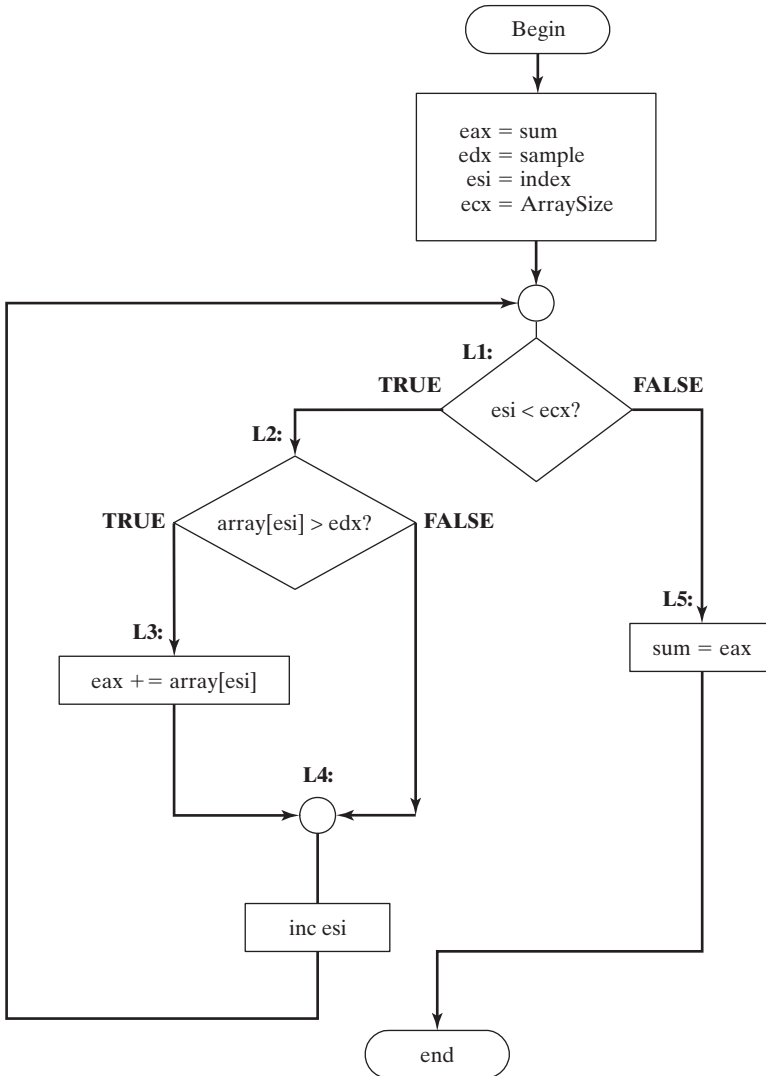 Begin
eax = sum
edx = sample
esi = index
ecx = ArraySize
L1:
TRUE
FALSE
esi < ecx?
L2:
TRUE
array[esi] > edx?
FALSE
L3:
eax += array[esi]
L5:
sum = eax
L4:
inc esi
end